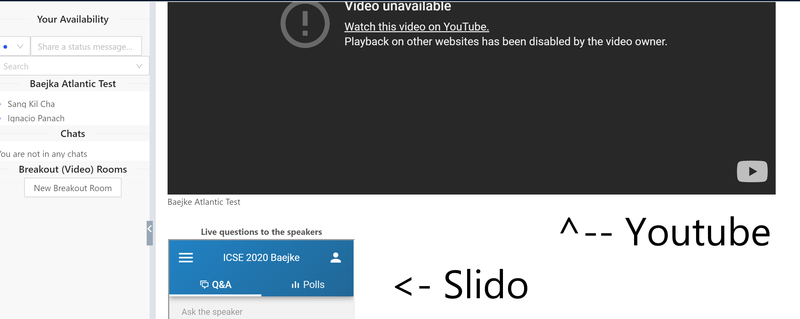 Your Availability
Share a status message...
Search
Baejka Atlantic Test
Sang Kil Cha
Ignacio Panach
Chats
You are not in any chats
Breakout (Video) Rooms
New Breakout Room
Video unavailable
Watch this video on YouTube.
Playback on other websites has been disabled by the video owner.
Baejke Atlantic Test
^-- Youtube
Live questions to the speakers
ICSE 2020 Baejke
Q&A
Polls
Ask the speaker
<- Slido